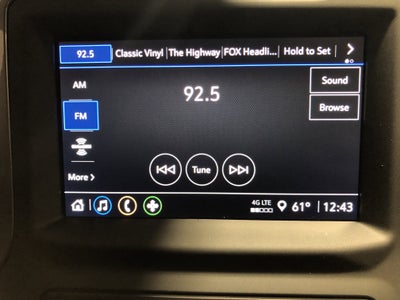 92.5 Classic Vinyl The Highway FOX Headli... Hold to Set
AM
Sound
92.5
FM
Browse
Tune
More >
4G LTE
61° 12:43